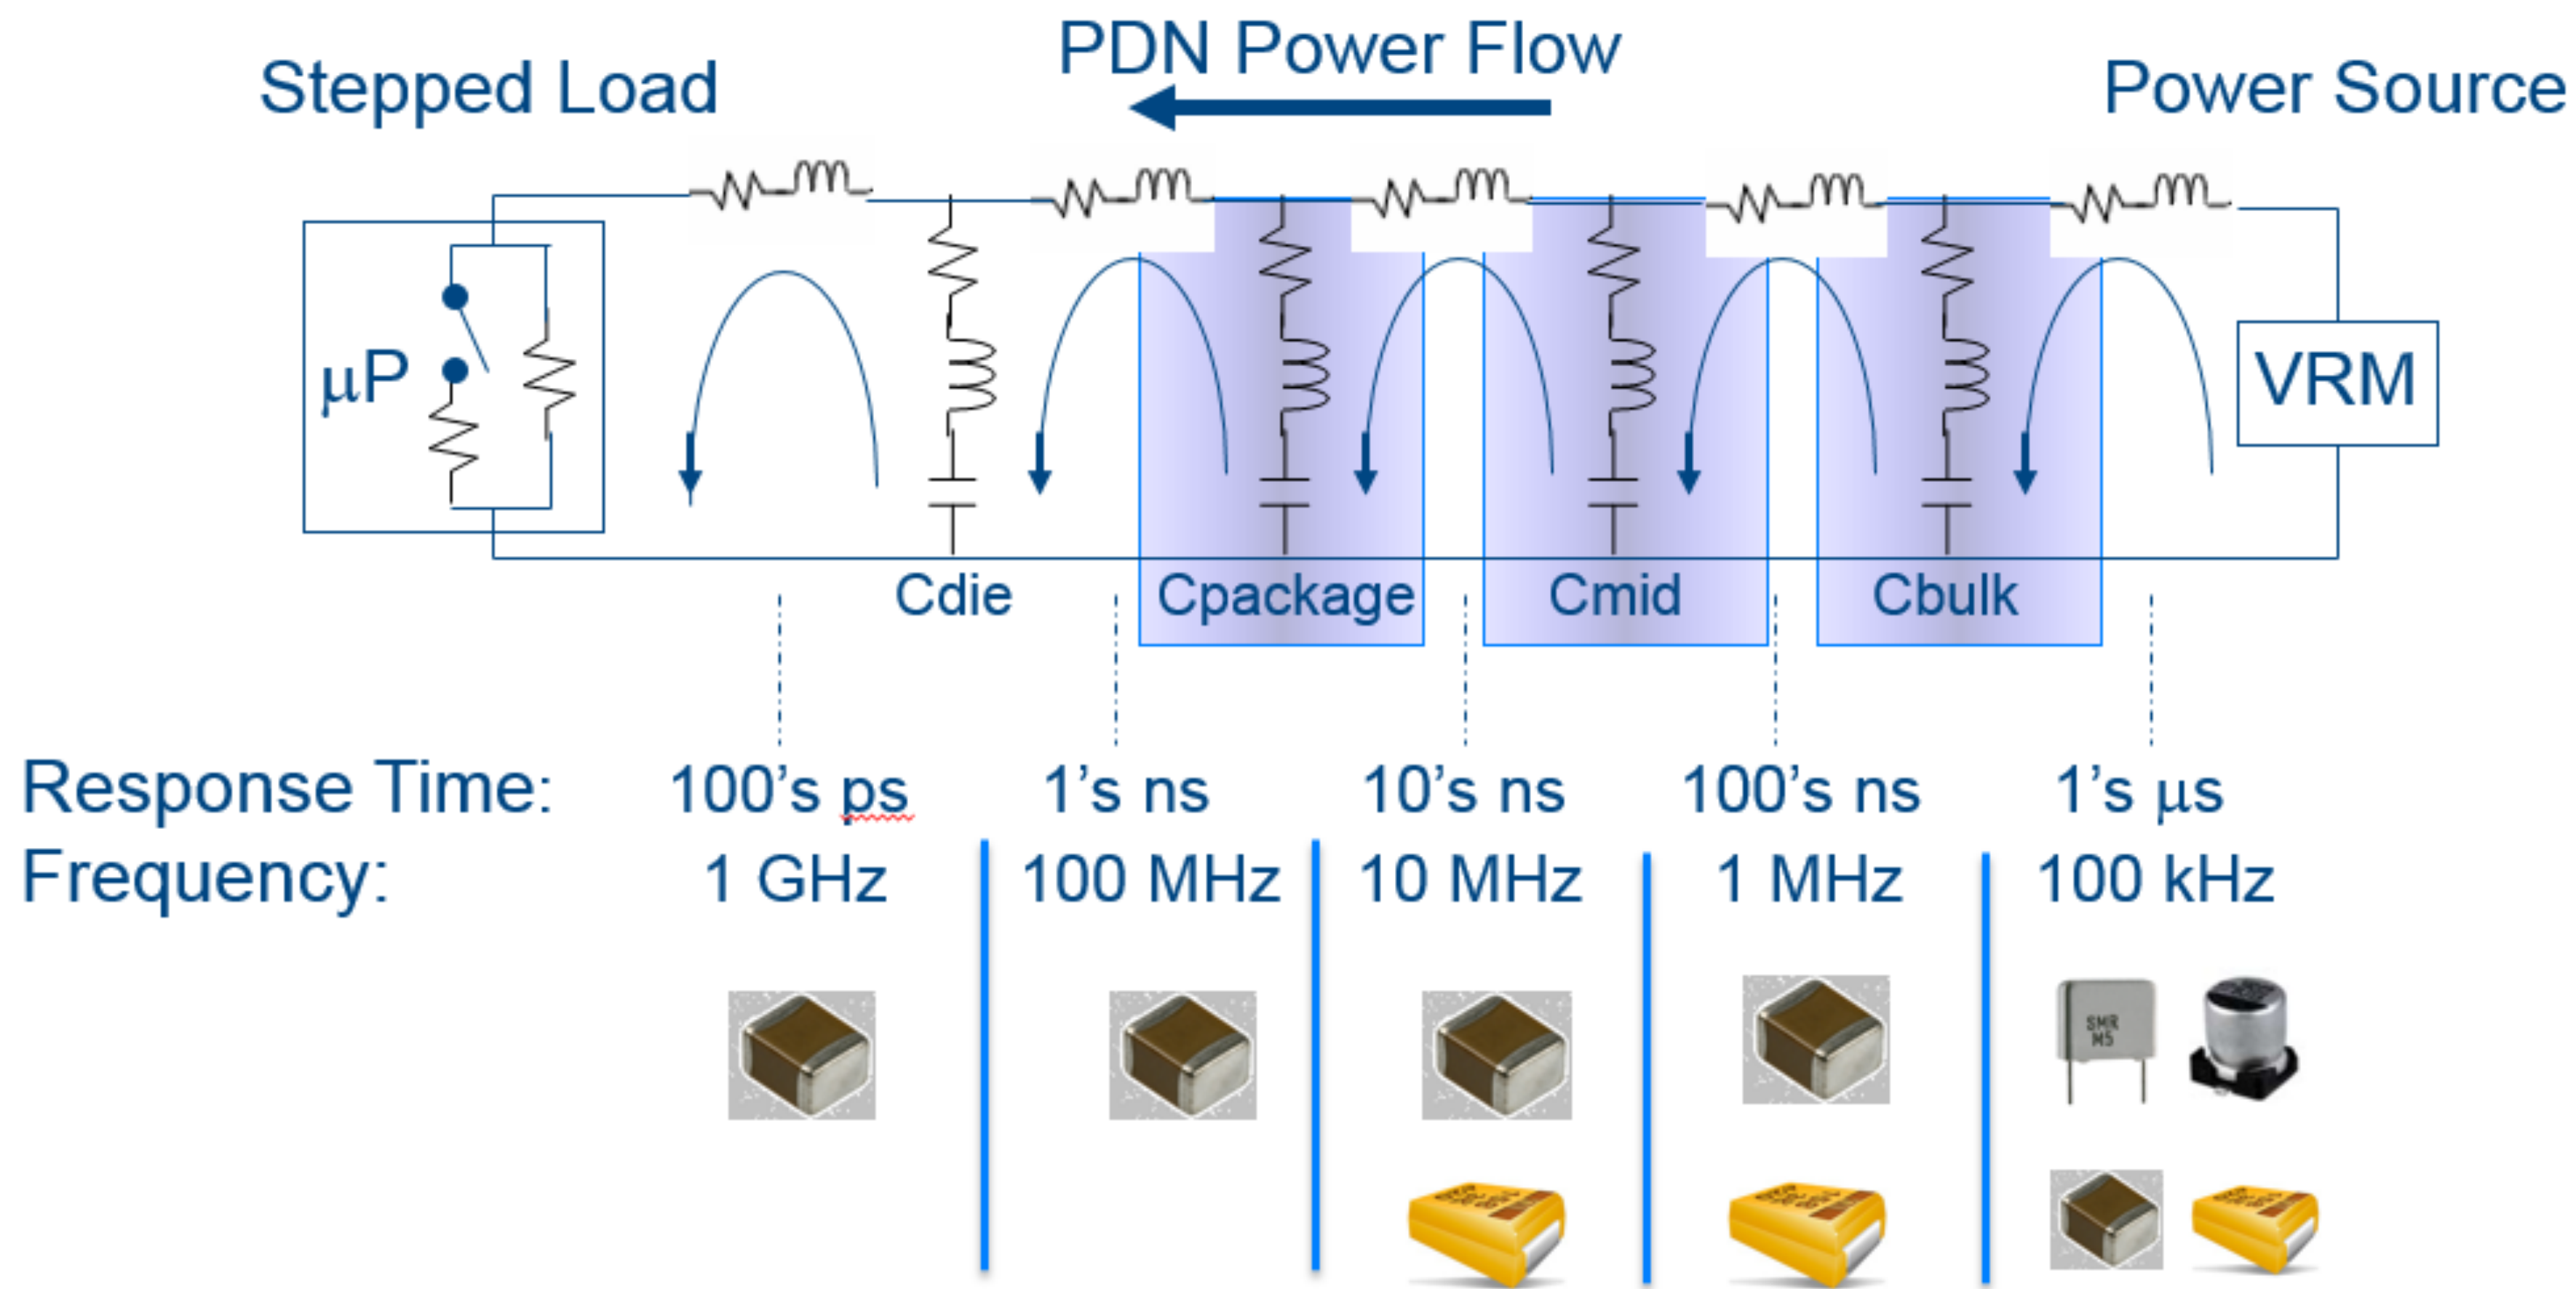 PDN Power Flow
Stepped Load
Power Source
μP
VRM
Cdie
Cpackage
Cmid
Cbulk
Response Time: 100's ps 1's ns 10's ns 100's ns 1's μs
Frequency: 1 GHz 100 MHz 10 MHz 1 MHz 100 kHz
SMR
M5